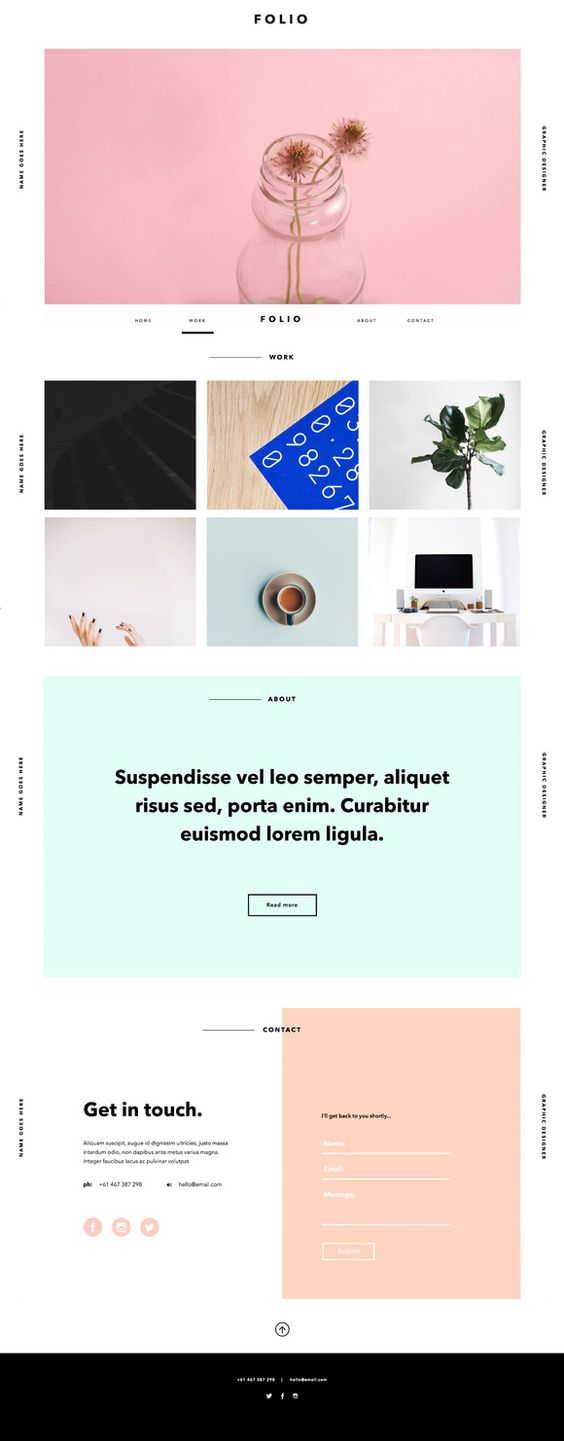 FOLIO
NAME GOES HERE
GRAPHIC DESIGNER
HOME
WORK
FOLIO
ABOUT
CONTACT
WORK
NAME GOES HERE
GRAPHIC DESIGNER
ABOUT
NAME GOES HERE
GRAPHIC DESIGNER
Suspendisse vel leo semper, aliquet
risus sed, porta enim. Curabitur
euismod lorem ligula.
Read more
CONTACT
NAME GOES HERE
GRAPHIC DESIGNER
Get in touch.
Aliquam suscipit, augue id dignissim ultricies, justo massa
interdum odio, non dapibus ante metus varius magna.
Integer faucibus lacus ac pulvinar volutpat.
ph: +61 467 387 298 e: hello@email.com
I'll get back to you shortly...
Name:
Email:
Message:
Submit
+61 467 387 298 | hello@email.com